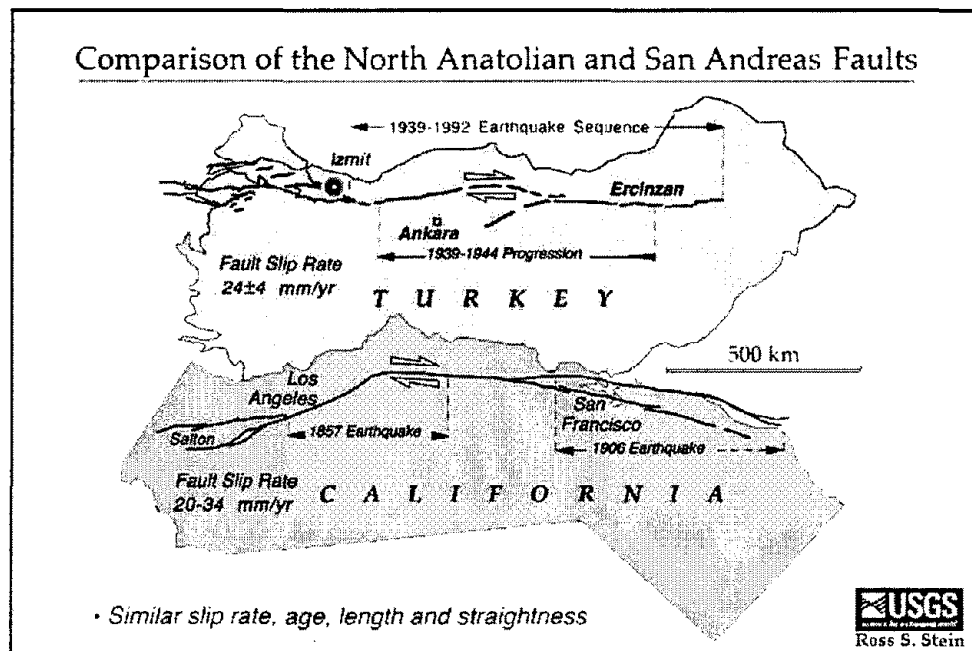 Comparison of the North Anatolian and San Andreas Faults
1939-1992 Earthquake Sequence
Izmit
Ercinzan
Ankara
1939-1944 Progression
Fault Slip Rate
24±4 mm/yr
TURKEY
500 km
Los
Angeles
San
Francisco
Salton
1857 Earthquake
1906 Earthquake
Fault Slip Rate
20-34 mm/yr
CALIFORNIA
• Similar slip rate, age, length and straightness
USGS
Ross S. Stein